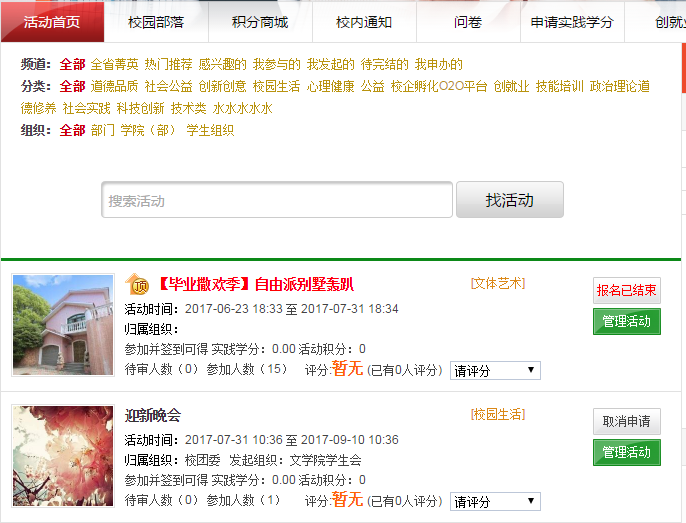 活动首页 校园部落 积分商城 校内通知 问卷 申请实践学分 创就业
频道： 全部 全省菁英 热门推荐 感兴趣的 我参与的 我发起的 待完结的 我申办的
分类： 全部 道德品质 社会公益 创新创意 校园生活 心理健康 公益 校企孵化O2O平台 创就业 技能培训 政治理论道
德修养 社会实践 科技创新 技术类 水水水水水
组织： 全部 部门 学院（部） 学生组织
搜索活动 找活动
顶 【毕业撒欢季】自由派别墅轰趴 [文体艺术] 报名已结束
活动时间： 2017-06-23 18:33 至 2017-07-31 18:34 管理活动
归属组织：
参加并签到可得 实践学分：0.00 活动积分：0
待审人数（0） 参加人数（15） 评分:暂无 (已有0人评分) 请评分
迎新晚会 [校园生活] 取消申请
活动时间： 2017-07-31 10:36 至 2017-09-10 10:36 管理活动
归属组织： 校团委 发起组织：文学院学生会
参加并签到可得 实践学分：0.00 活动积分：0
待审人数（0） 参加人数（1） 评分:暂无 (已有0人评分) 请评分